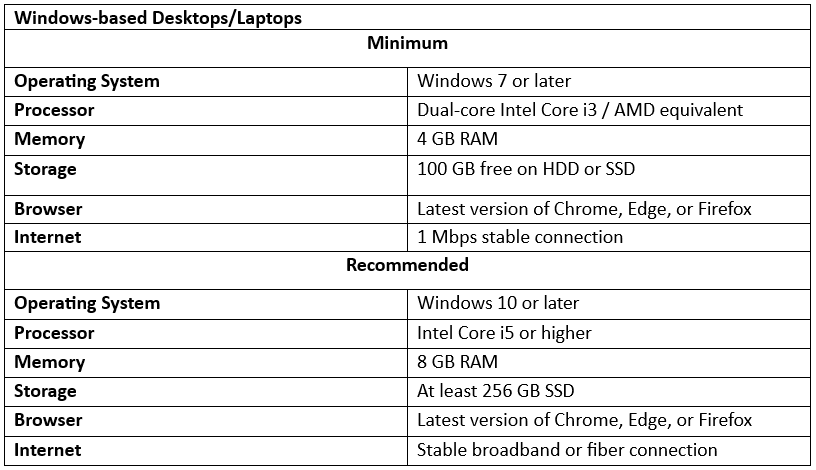 Windows-based Desktops/Laptops
Minimum
Operating System Windows 7 or later
Processor Dual-core Intel Core i3 / AMD equivalent
Memory 4 GB RAM
Storage 100 GB free on HDD or SSD
Browser Latest version of Chrome, Edge, or Firefox
Internet 1 Mbps stable connection
Recommended
Operating System Windows 10 or later
Processor Intel Core i5 or higher
Memory 8 GB RAM
Storage At least 256 GB SSD
Browser Latest version of Chrome, Edge, or Firefox
Internet Stable broadband or fiber connection